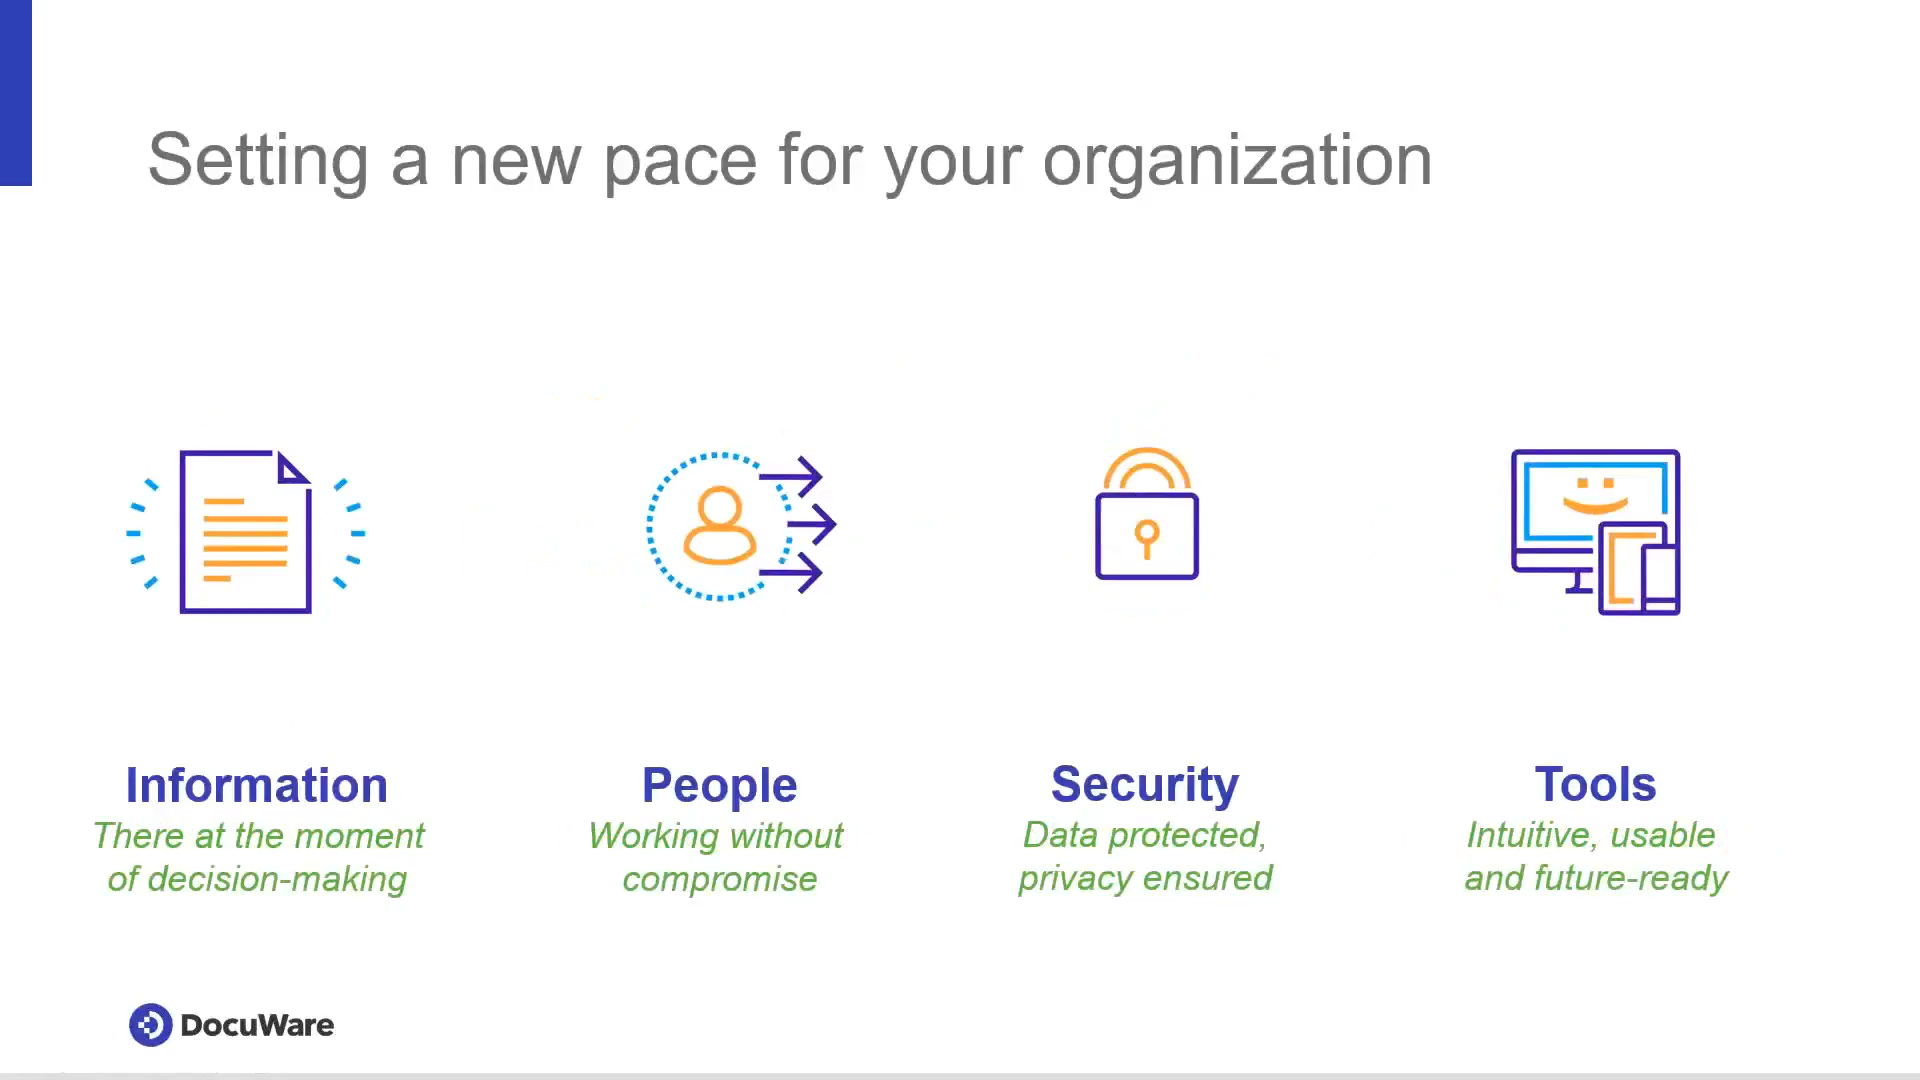 Setting a new pace for your organization
Information
There at the moment
of decision-making
People
Working without
compromise
Security
Data protected,
privacy ensured
Tools
Intuitive, usable
and future-ready
DocuWare